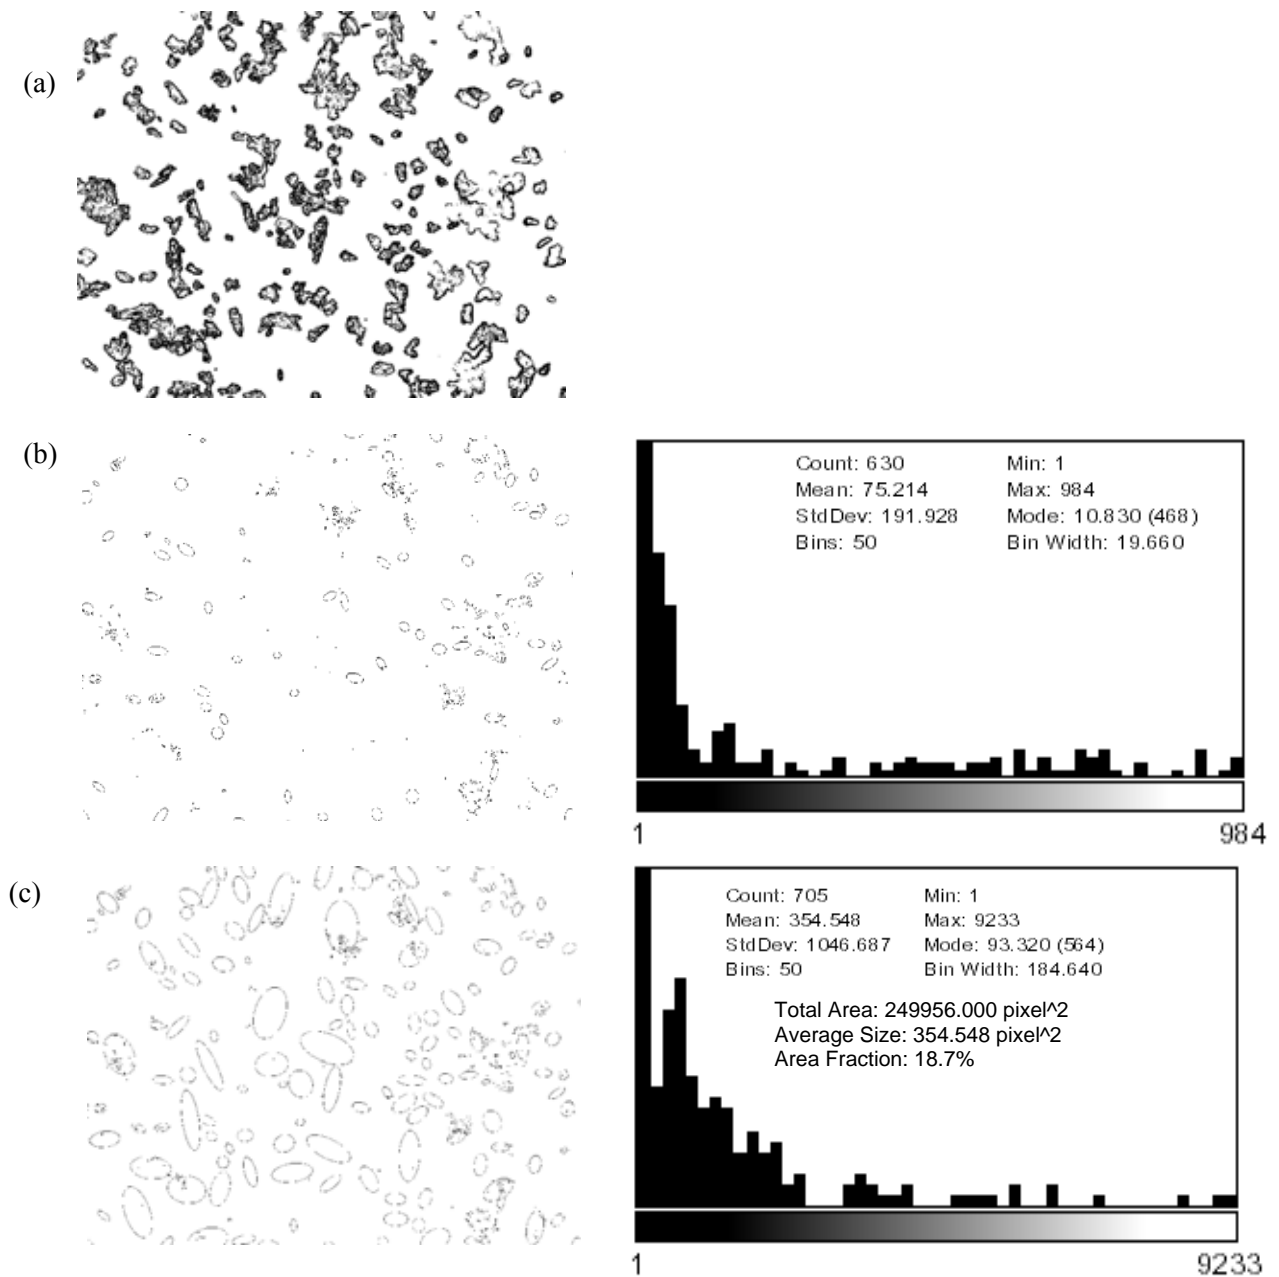 (a)
(b)
Count: 630 Min: 1
Mean: 75.214 Max: 984
StdDev: 191.928 Mode: 10.830 (468)
Bins: 50 Bin Width: 19.660
1 984
(c)
Count: 705 Min: 1
Mean: 354.548 Max: 9233
StdDev: 1046.687 Mode: 93.320 (564)
Bins: 50 Bin Width: 184.640
Total Area: 249956.000 pixel^2
Average Size: 354.548 pixel^2
Area Fraction: 18.7%
1 9233